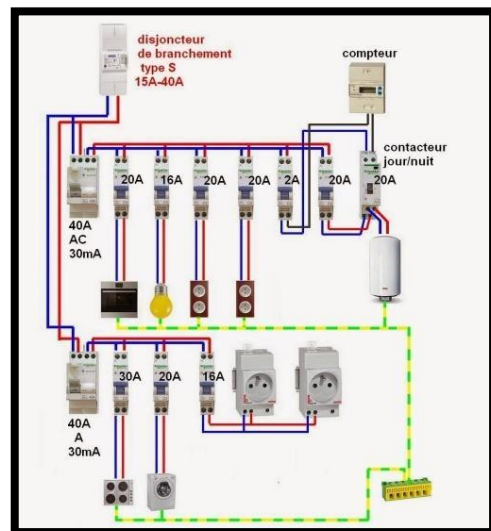 disjoncteur
de branchement
type S
15A-40A
compteur
contacteur
jour/nuit
20A
16A
20A
20A
2A
20A
20A
40A
AC
30mA
30A
20A
16A
40A
A
30mA